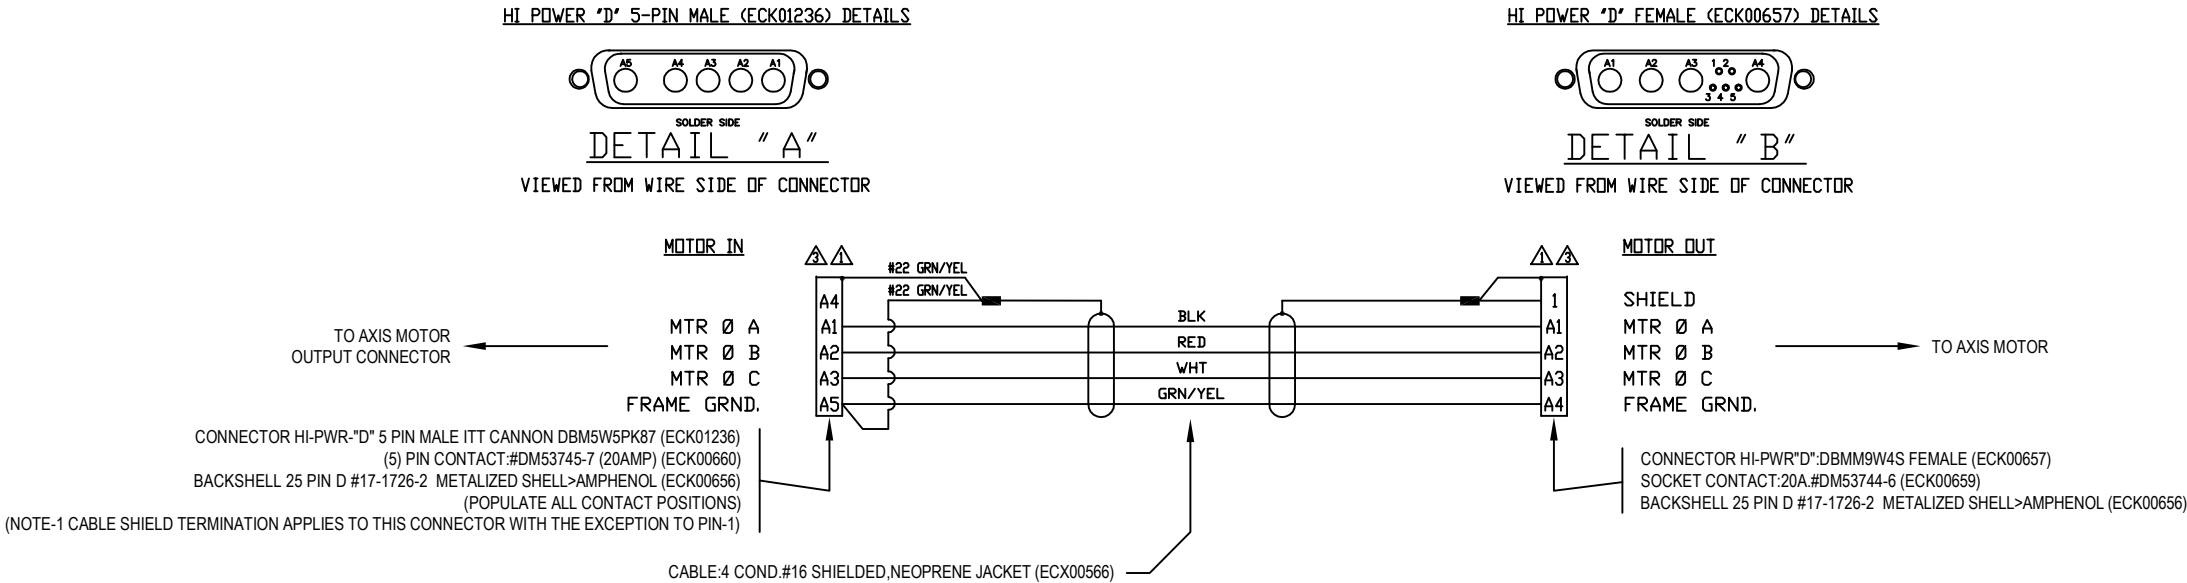 HI POWER "D" 5-PIN MALE (ECK01236) DETAILS
A5 A4 A3 A2 A1
SOLDER SIDE
DETAIL "A"
VIEWED FROM WIRE SIDE OF CONNECTOR
HI POWER "D" FEMALE (ECK00657) DETAILS
A1 A2 A3 1 2 A4
3 4 5
SOLDER SIDE
DETAIL "B"
VIEWED FROM WIRE SIDE OF CONNECTOR
MOTOR IN
3 1
#22 GRN/YEL
#22 GRN/YEL
1 3
MOTOR OUT
A4
1
SHIELD
MTR Ø A
A1
BLK
A1
MTR Ø A
MTR Ø B
A2
RED
A2
MTR Ø B
MTR Ø C
A3
WHT
A3
MTR Ø C
FRAME GRND.
A5
GRN/YEL
A4
FRAME GRND.
TO AXIS MOTOR
OUTPUT CONNECTOR
TO AXIS MOTOR
CONNECTOR HI-PWR-"D" 5 PIN MALE ITT CANNON DBM5W5PK87 (ECK01236)
(5) PIN CONTACT:#DM53745-7 (20AMP) (ECK00660)
BACKSHELL 25 PIN D #17-1726-2 METALIZED SHELL>AMPHENOL (ECK00656)
(POPULATE ALL CONTACT POSITIONS)
(NOTE-1 CABLE SHIELD TERMINATION APPLIES TO THIS CONNECTOR WITH THE EXCEPTION TO PIN-1)
CONNECTOR HI-PWR"D":DBMM9W4S FEMALE (ECK00657)
SOCKET CONTACT:20A.#DM53744-6 (ECK00659)
BACKSHELL 25 PIN D #17-1726-2 METALIZED SHELL>AMPHENOL (ECK00656)
CABLE:4 COND.#16 SHIELDED,NEOPRENE JACKET (ECX00566)